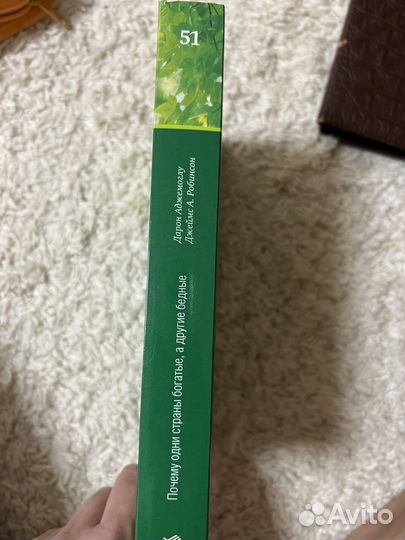 51
Дарон Аджемоглу
Джеймс А. Робинсон
Почему одни страны богатые, а другие бедные
Avito